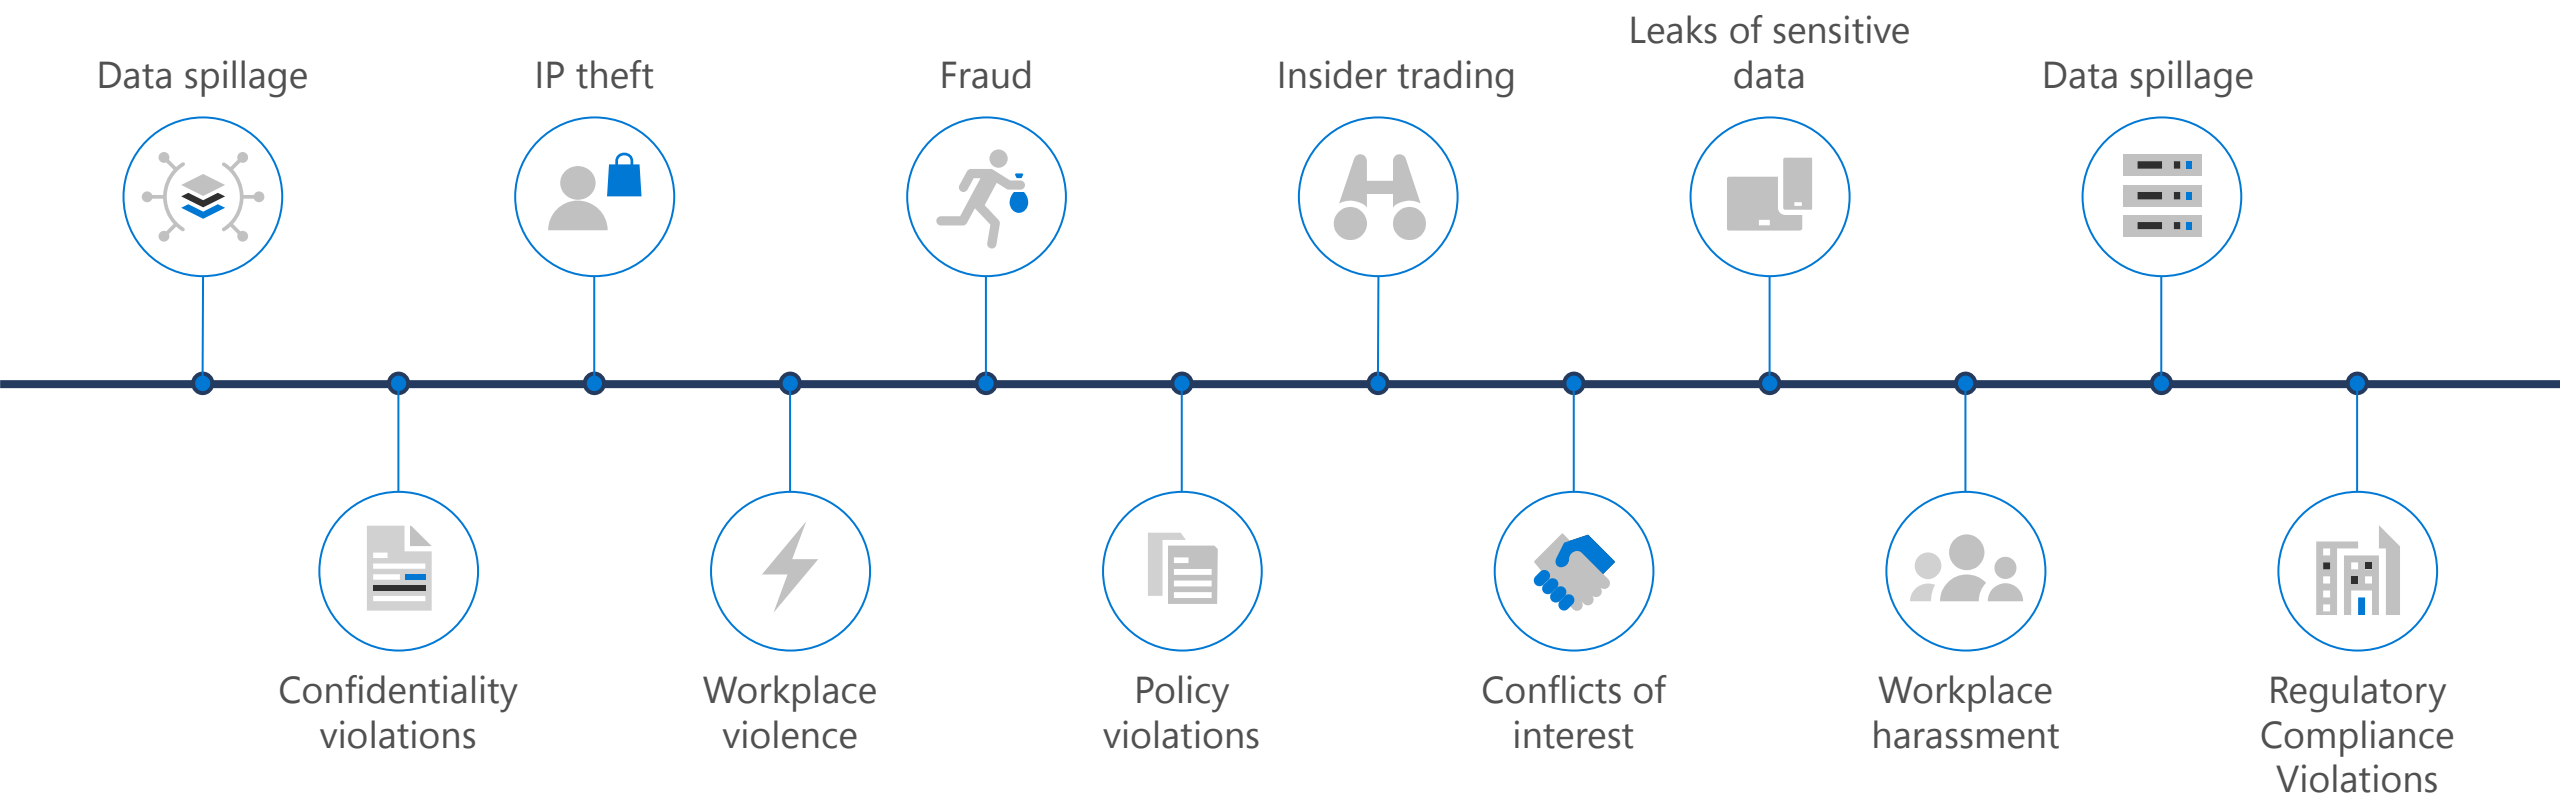 Data spillage
IP theft
Fraud
Insider trading
Leaks of sensitive
data
Data spillage
Confidentiality
violations
Workplace
violence
Policy
violations
Conflicts of
interest
Workplace
harassment
Regulatory
Compliance
Violations